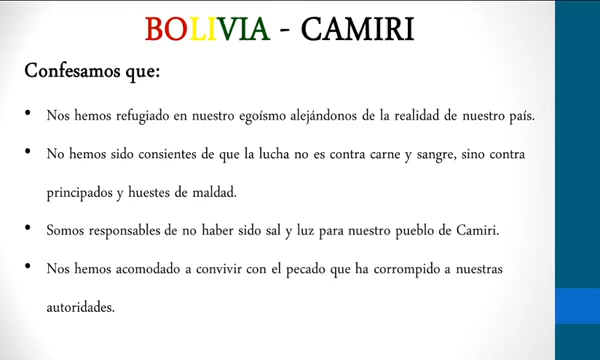 BOLIVIA - CAMIRI
Confesamos que:
• Nos hemos refugiado en nuestro egoísmo alejándonos de la realidad de nuestro país.
• No hemos sido consientes de que la lucha no es contra carne y sangre, sino contra
principados y huestes de maldad.
• Somos responsables de no haber sido sal y luz para nuestro pueblo de Camiri.
• Nos hemos acomodado a convivir con el pecado que ha corrompido a nuestras
autoridades.